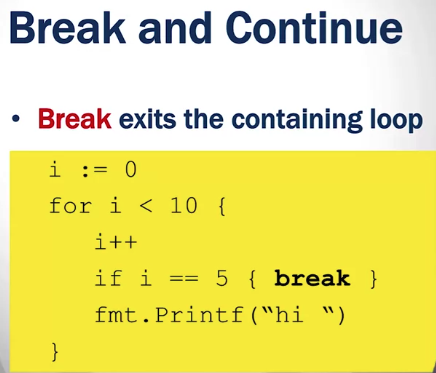 Break and Continue
• Break exits the containing loop
i := 0
for i < 10 {
i++
if i == 5 { break }
fmt.Printf(“hi “)
}